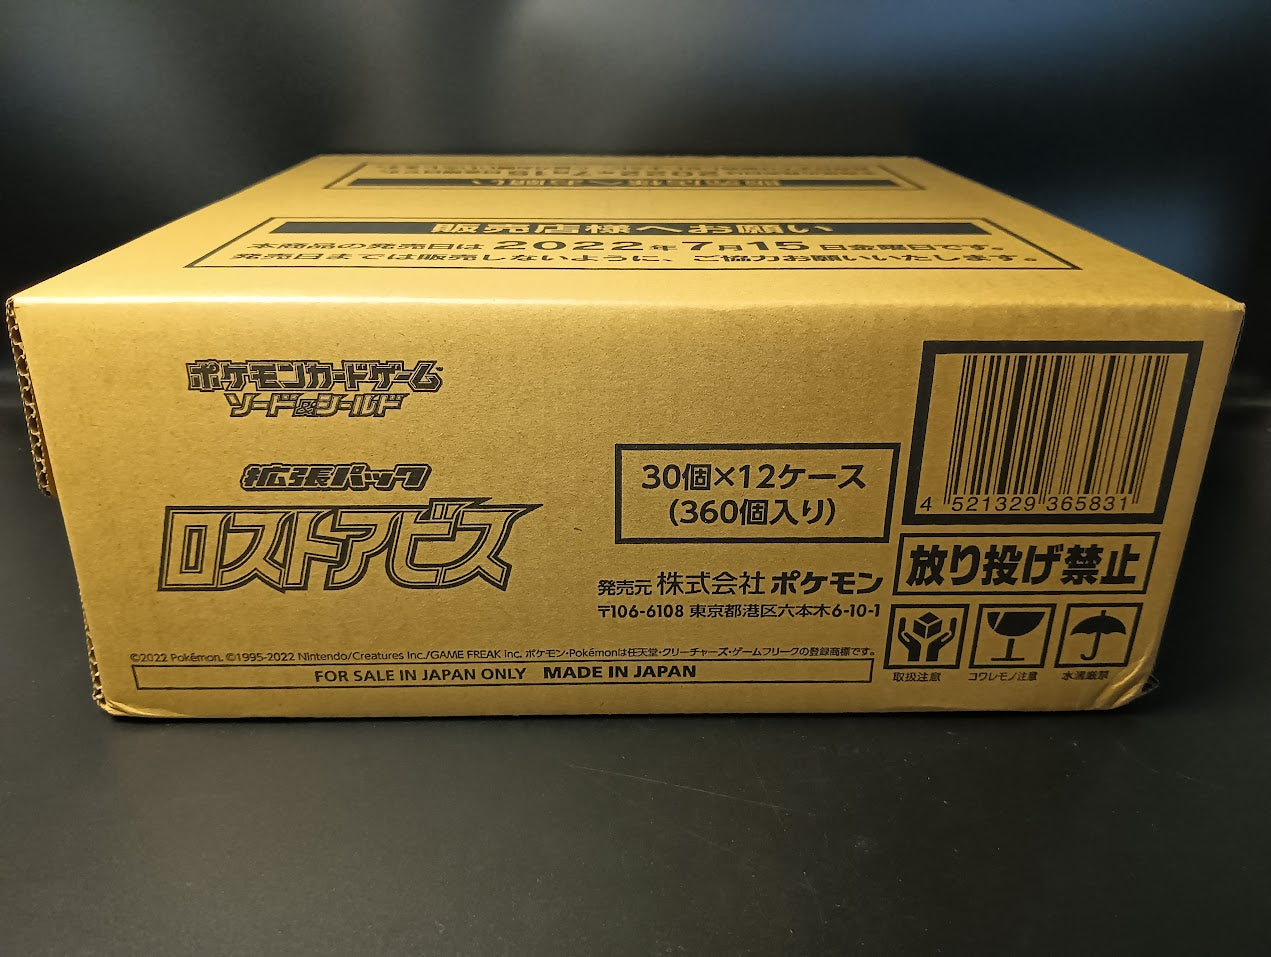 販売店様へお願い
本商品の発売日は2022年7月15日金曜日です。
発売日までは販売しないように、ご協力お願いいたします。
ポケモンカードゲーム
ソード&シールド
拡張パック
ロストアビス
30個×12ケース
(360個入り)
発売元 株式会社 ポケモン
〒106-6108 東京都港区六本木6-10-1
4 521329 365831
放り投げ禁止
取扱注意 コワレモノ注意 水濡厳禁
©2022 Pokémon. ©1995-2022 Nintendo/Creatures Inc./GAME FREAK Inc. ポケモン・Pokémonは任天堂・クリーチャーズ・ゲームフリークの登録商標です。
FOR SALE IN JAPAN ONLY MADE IN JAPAN